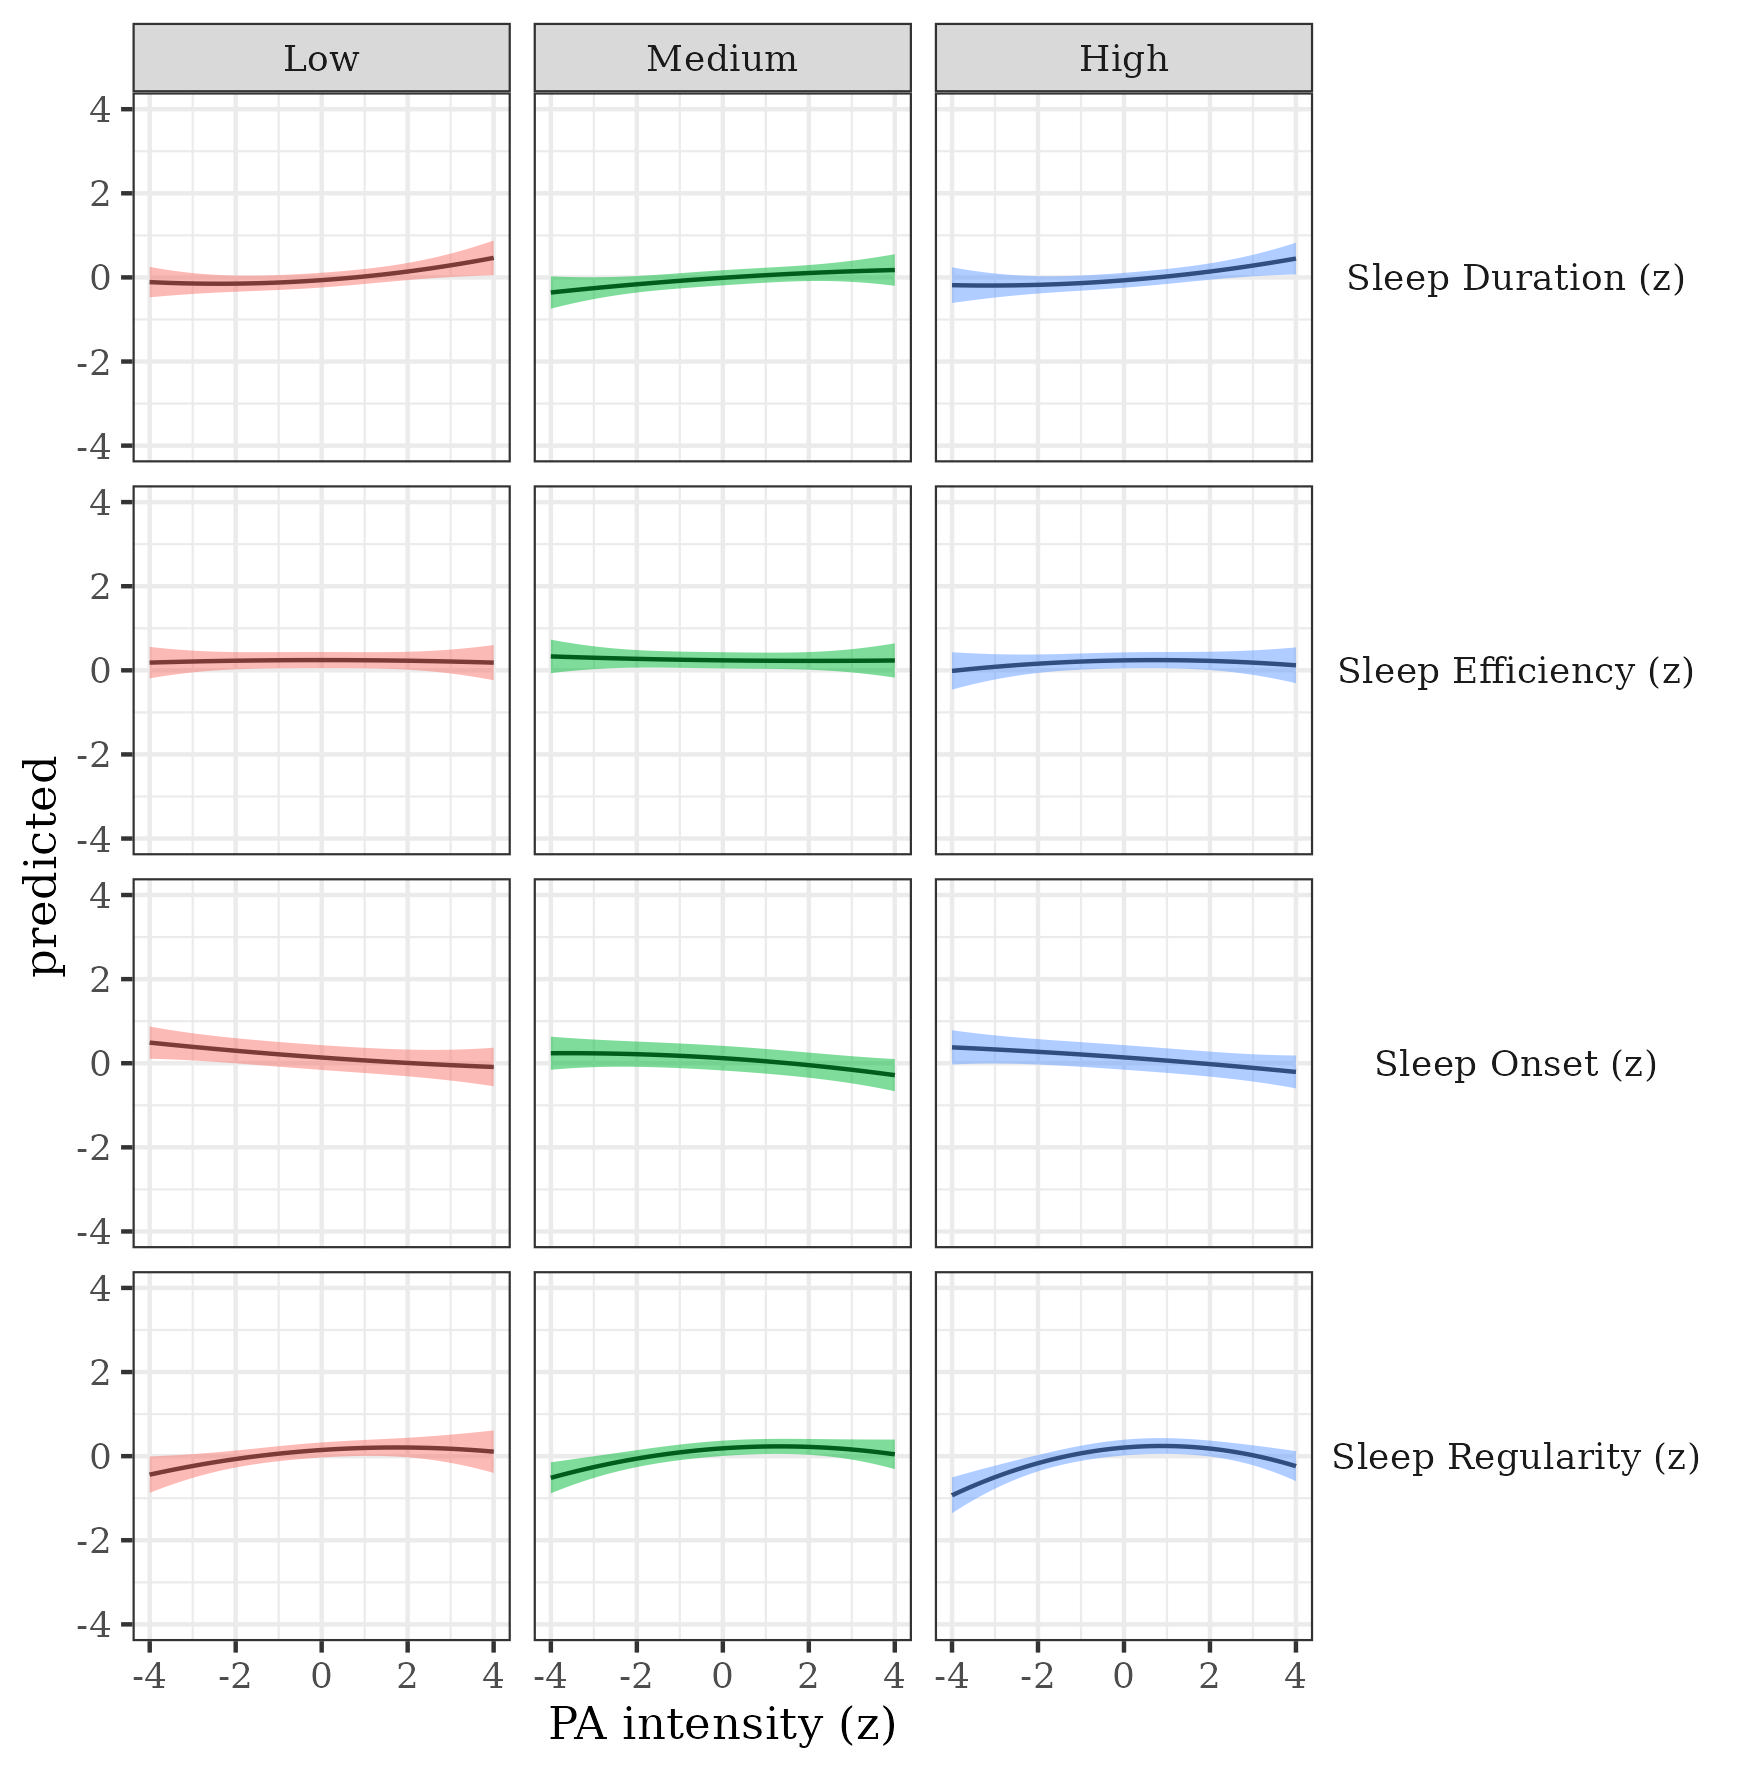 Low Medium High
4
2
0
-2
-4
Sleep Duration (z)
4
2
0
-2
-4
Sleep Efficiency (z)
4
2
0
-2
-4
Sleep Onset (z)
4
2
0
-2
-4
Sleep Regularity (z)
predicted
-4 -2 0 2 4 -4 -2 0 2 4 -4 -2 0 2 4
PA intensity (z)